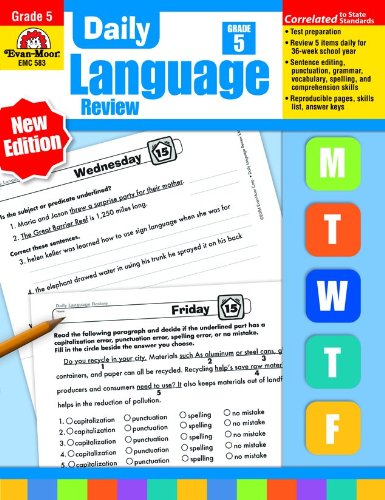 Grade 5
Evan-Moor®
EMC 583
Daily
GRADE
5
Language
Review
Correlated to State
Standards
• Test preparation
• Review 5 items daily for
36-week school year
• Sentence editing,
punctuation, grammar,
vocabulary, spelling, and
comprehension skills
• Reproducible pages, skills
list, answer keys
New
Edition
Wednesday 15
Is the subject or predicate underlined?
1. Maria and Jason threw a surprise party for their mother.
2. The Great Barrier Reef is 1,250 miles long.
Correct these sentences.
3. helen keller was learned how to use sign language when she was
4. the elephant drawed water in using his trunk he sprayed it on his back
Daily Language Review
Name:
Friday 15
Read the following paragraph and decide if the underlined part has a
capitalization error, punctuation error, spelling error, or no mistake.
Fill in the circle beside the answer you choose.
Do you recycle in your city. Materials such As aluminum or steel cans, g
1 2
containers, and paper can all be recycled. Recycling help's save raw mater
3
producers and consumers need to use? It also keeps materials out of landf
4 5
helps in the reduction of pollution.
1. capitalization punctuation spelling no mistake
2. capitalization punctuation spelling no mistake
3. capitalization punctuation spelling no mistake
4. capitalization punctuation spelling no mistake
5. capitalization punctuation spelling no mistake
M
T
W
T
F